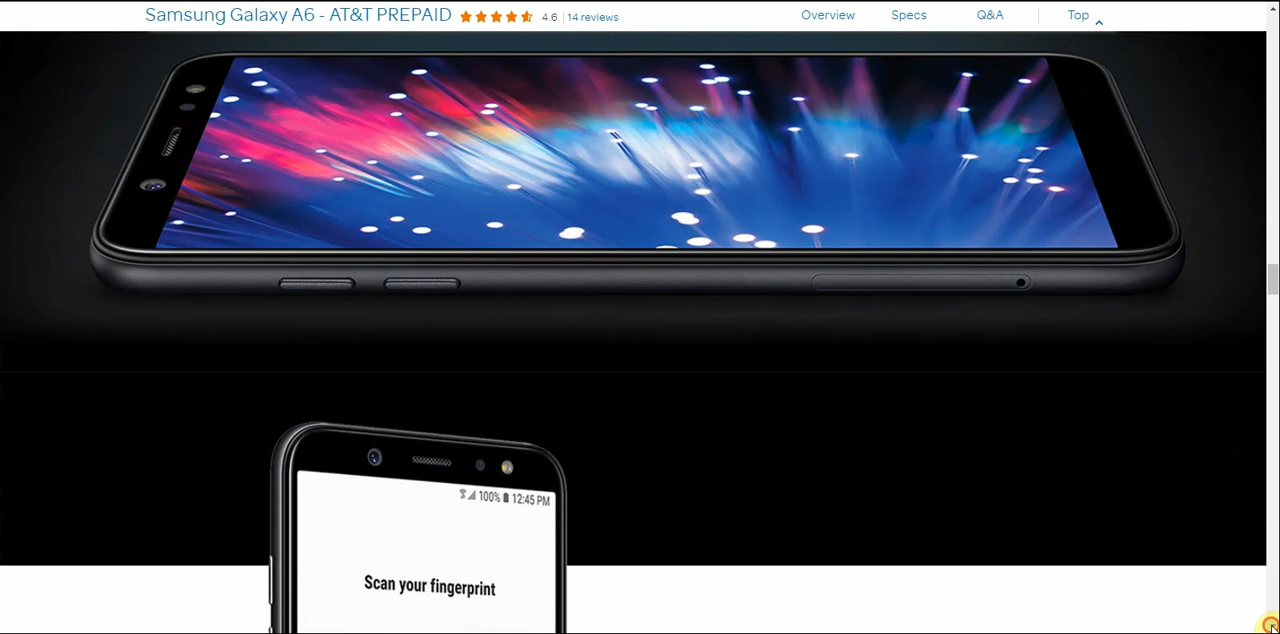 Samsung Galaxy A6 - AT&T PREPAID 4.6 14 reviews Overview Specs Q&A Top
100% 12:45 PM
Scan your fingerprint